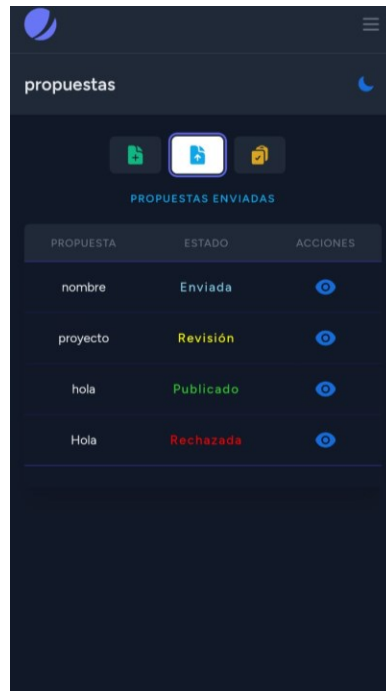 propuestas
PROPUESTAS ENVIADAS
PROPUESTA ESTADO ACCIONES
nombre Enviada
proyecto Revisión
hola Publicado
Hola Rechazada